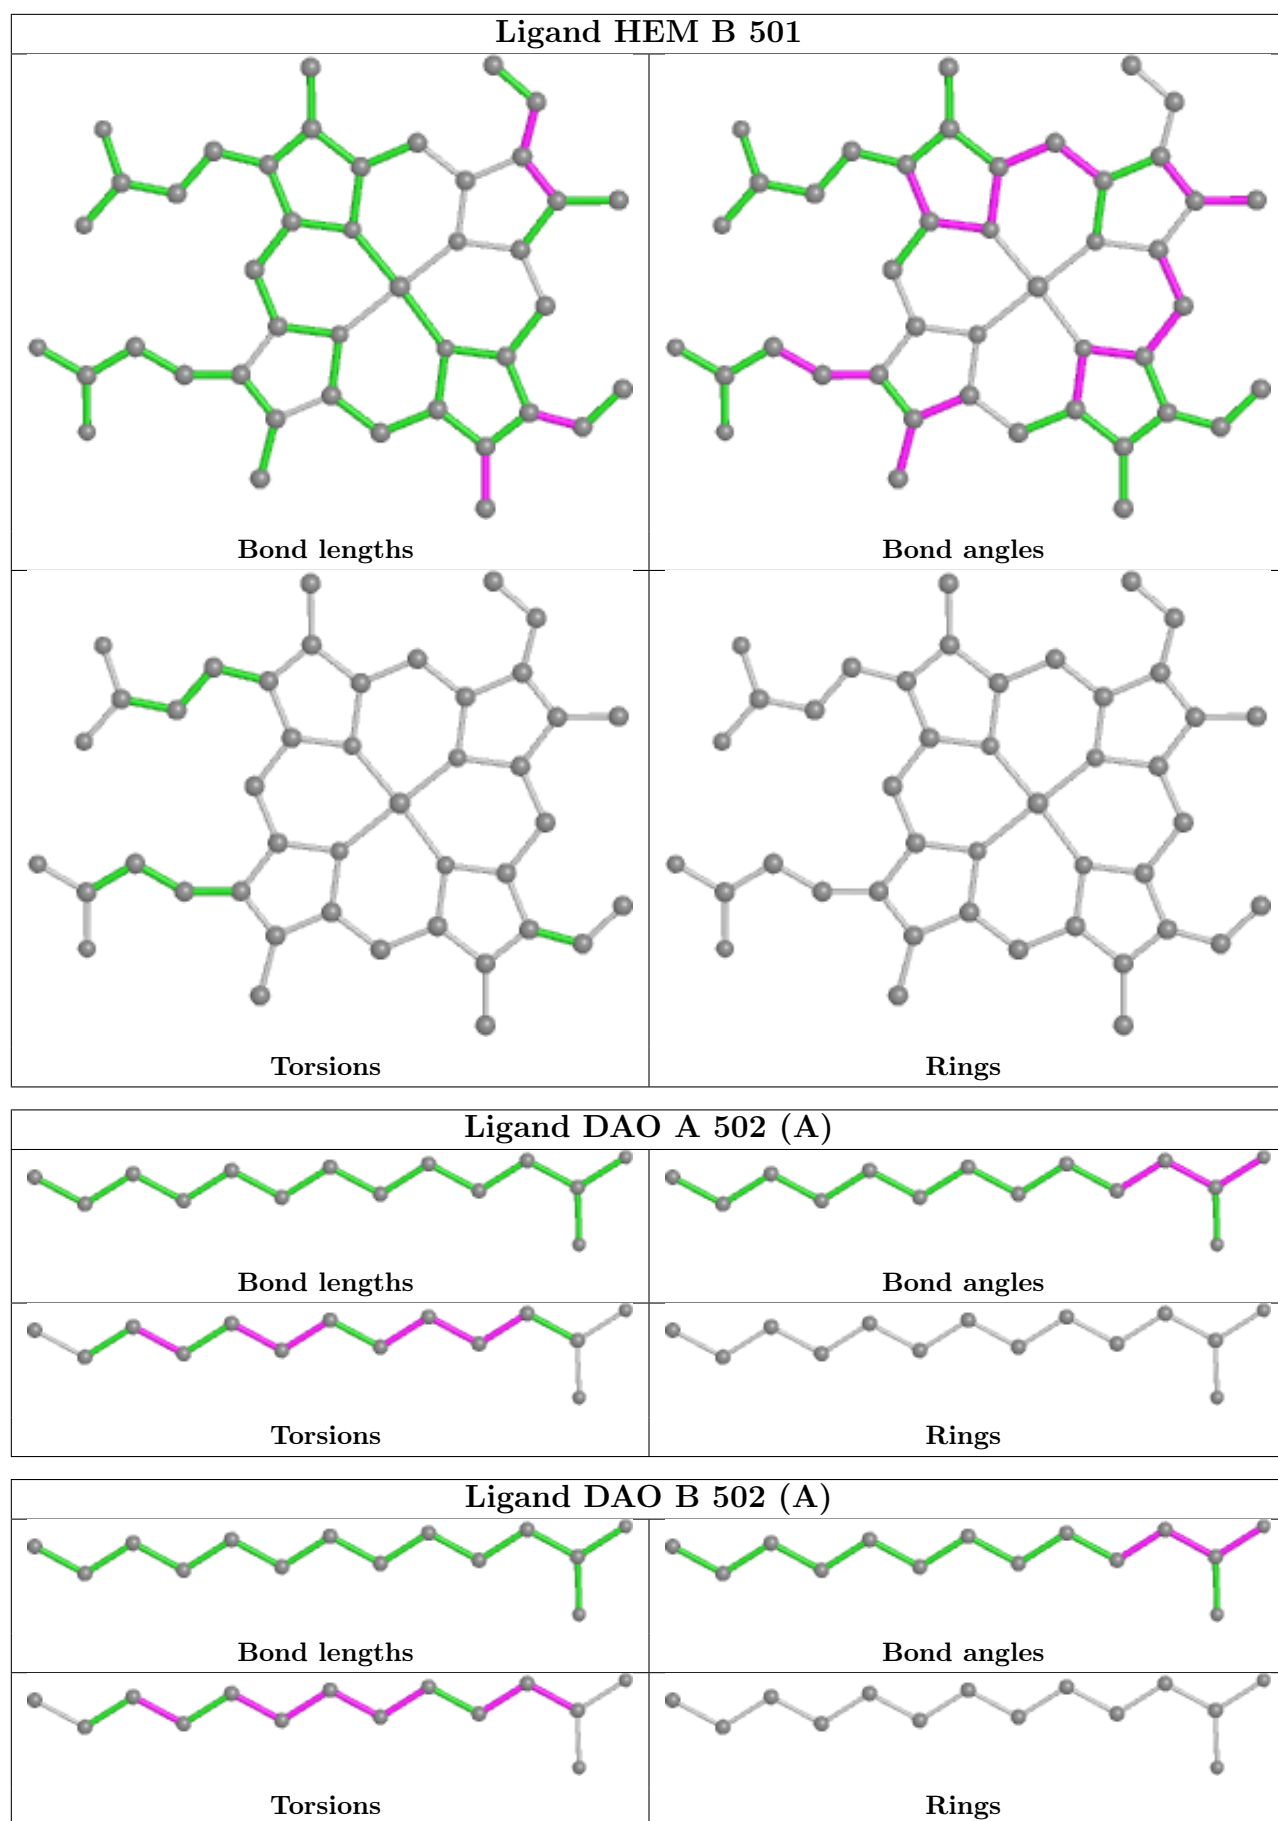 Ligand HEM B 501
Bond lengths
Bond angles
Torsions
Rings
Ligand DAO A 502 (A)
Bond lengths
Bond angles
Torsions
Rings
Ligand DAO B 502 (A)
Bond lengths
Bond angles
Torsions
Rings